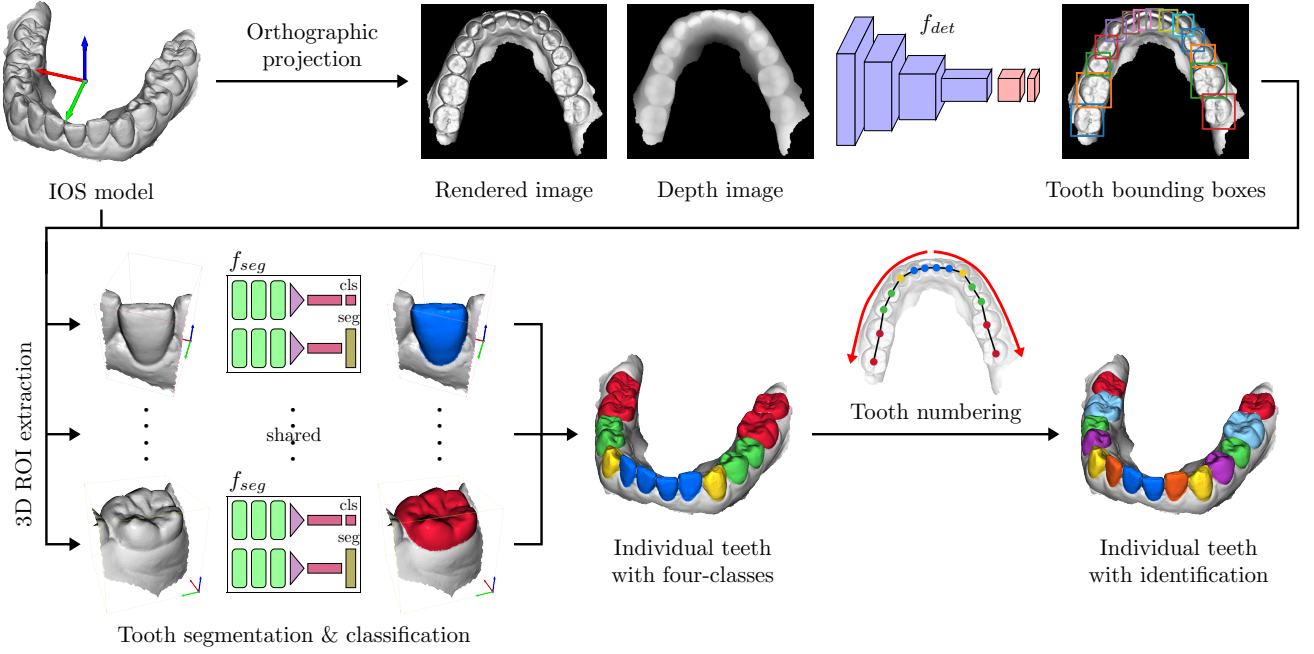 Orthographic
projection
f_det
IOS model
Rendered image
Depth image
Tooth bounding boxes
3D ROI extraction
f_seg
cls
seg
shared
f_seg
cls
seg
Tooth segmentation & classification
Individual teeth
with four-classes
Tooth numbering
Individual teeth
with identification